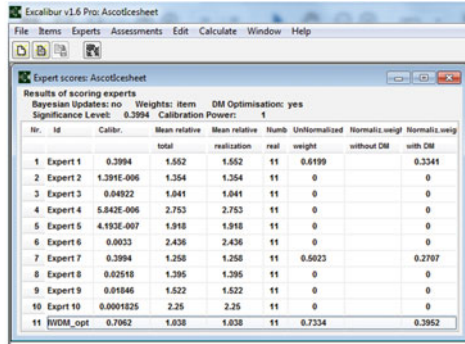 Excalibur v1.6 Pro: AscotIcesheet
File Items Experts Assessments Edit Calculate Window Help
Expert scores: AscotIcesheet
Results of scoring experts
Bayesian Updates: no Weights: item DM Optimisation: yes
Significance Level: 0.3994 Calibration Power: 1
Nr. Id Calibr. Mean relative Mean relative Numb UnNormalized Normaliz.weigl Normaliz.weig
total realization real weight without DM with DM
1 Expert 1 0.3994 1.552 1.552 11 0.6199 0.3341
2 Expert 2 1.391E-006 1.354 1.354 11 0 0
3 Expert 3 0.04922 1.041 1.041 11 0 0
4 Expert 4 5.842E-006 2.753 2.753 11 0 0
5 Expert 5 4.193E-007 1.918 1.918 11 0 0
6 Expert 6 0.0033 2.436 2.436 11 0 0
7 Expert 7 0.3994 1.258 1.258 11 0.5023 0.2707
8 Expert 8 0.02518 1.395 1.395 11 0 0
9 Expert 9 0.01846 1.522 1.522 11 0 0
10 Exprt 10 0.0001825 2.25 2.25 11 0 0
11 IWDM_opt 0.7062 1.038 1.038 11 0.7334 0.3952